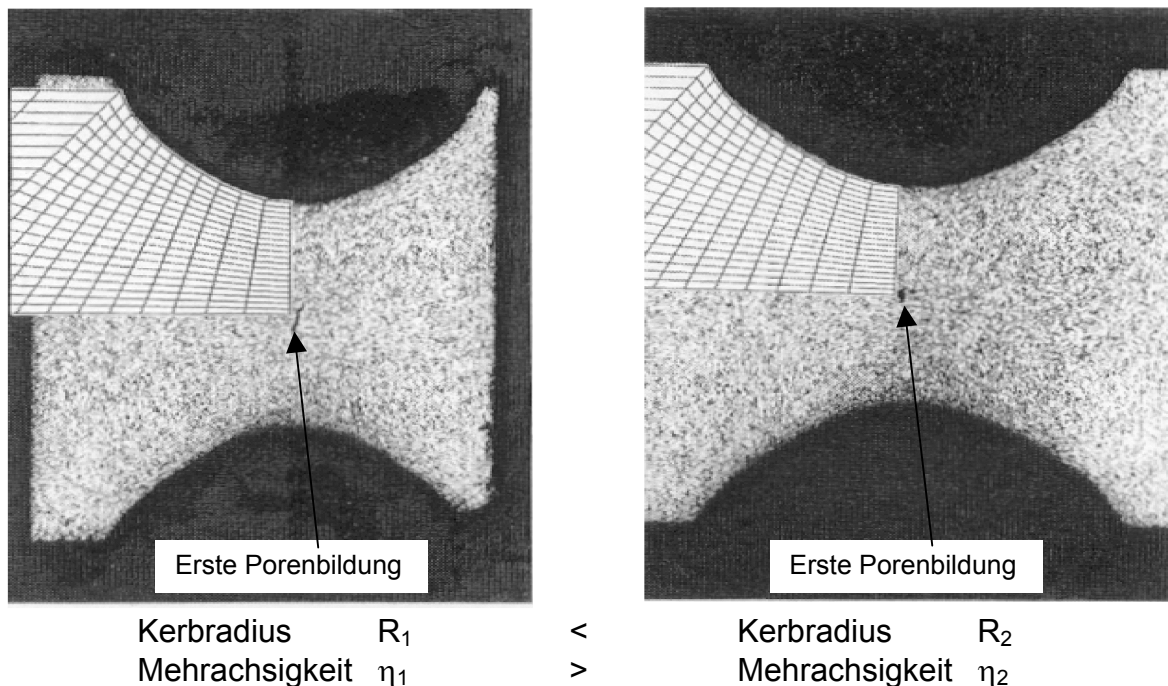 Erste Porenbildung
Erste Porenbildung
Kerbradius R₁ < Kerbradius R₂
Mehrachsigkeit η₁ > Mehrachsigkeit η₂